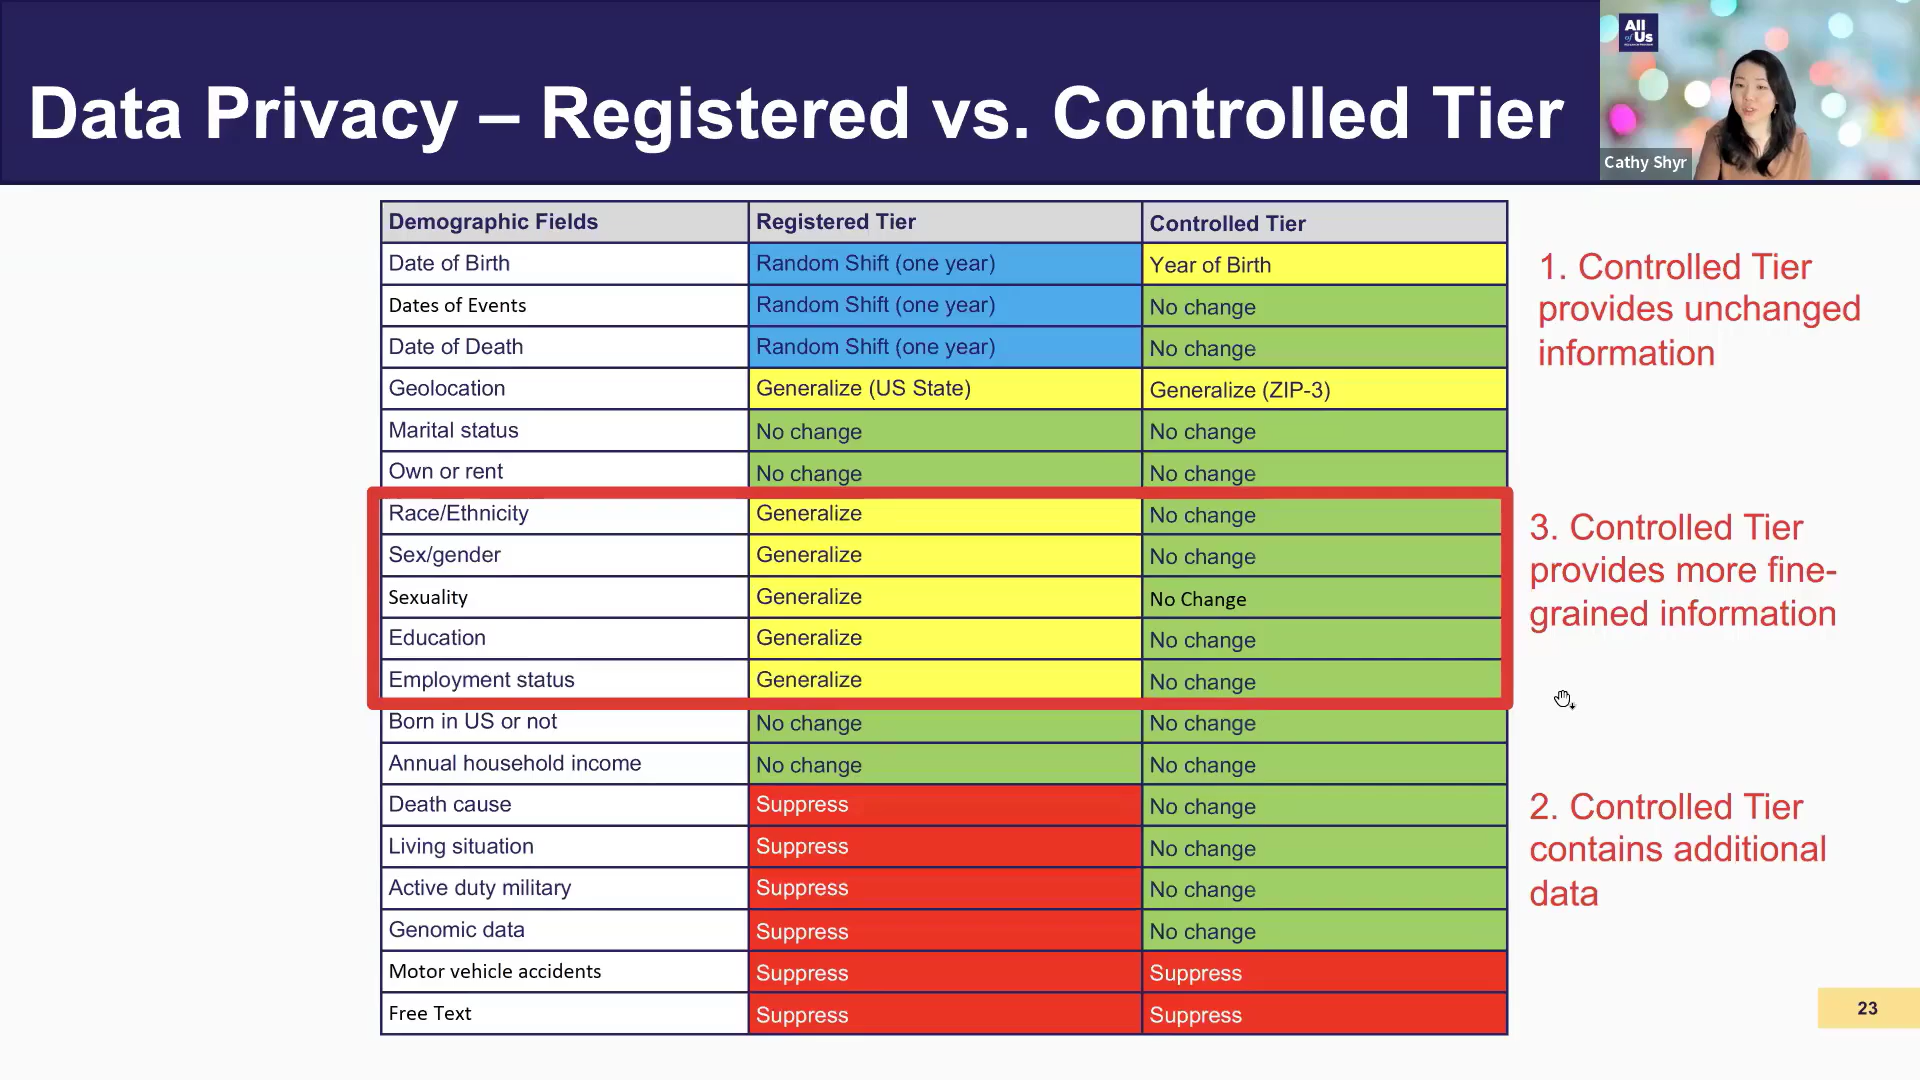 Data Privacy – Registered vs. Controlled Tier
All
of Us
Cathy Shyr
Demographic Fields Registered Tier Controlled Tier
Date of Birth Random Shift (one year) Year of Birth
Dates of Events Random Shift (one year) No change
Date of Death Random Shift (one year) No change
Geolocation Generalize (US State) Generalize (ZIP-3)
Marital status No change No change
Own or rent No change No change
Race/Ethnicity Generalize No change
Sex/gender Generalize No change
Sexuality Generalize No Change
Education Generalize No change
Employment status Generalize No change
Born in US or not No change No change
Annual household income No change No change
Death cause Suppress No change
Living situation Suppress No change
Active duty military Suppress No change
Genomic data Suppress No change
Motor vehicle accidents Suppress Suppress
Free Text Suppress Suppress
1. Controlled Tier
provides unchanged
information
3. Controlled Tier
provides more fine-
grained information
2. Controlled Tier
contains additional
data
23